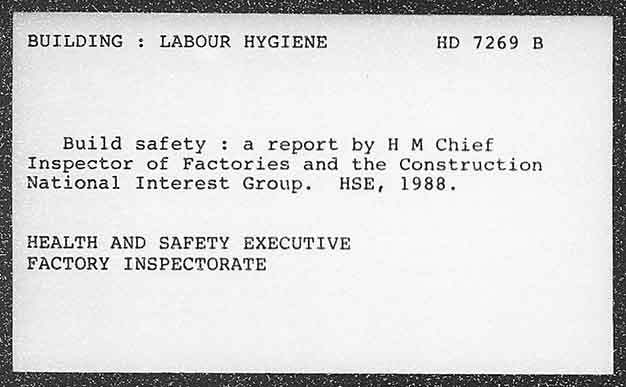 BUILDING : LABOUR HYGIENE HD 7269 B
Build safety : a report by H M Chief
Inspector of Factories and the Construction
National Interest Group. HSE, 1988.
HEALTH AND SAFETY EXECUTIVE
FACTORY INSPECTORATE